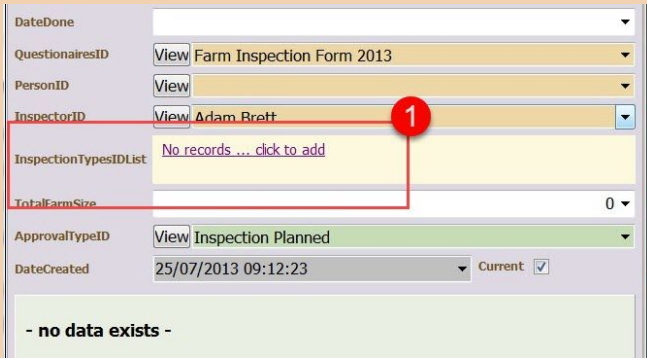 DateDone
QuestionairesID View Farm Inspection Form 2013
PersonID View
InspectorID View Adam Brett
1
InspectionTypesIDList No records ... click to add
TotalFarmSize 0
ApprovalTypeID View Inspection Planned
DateCreated 25/07/2013 09:12:23 Current
- no data exists -